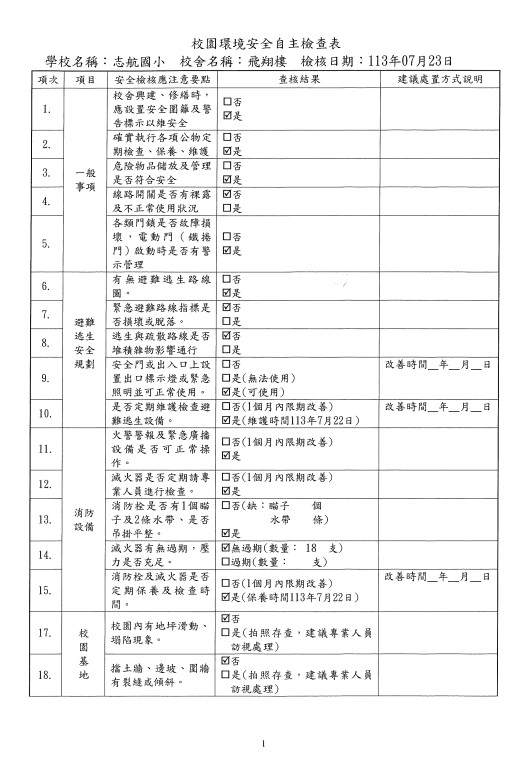 校園環境安全自主檢查表
學校名稱：志航國小　校舍名稱：飛翔樓　檢核日期：113年07月23日
項次 項目 安全檢核應注意要點 查核結果 建議處置方式說明
一般
事項
1.
校舍興建、修繕時，
應設置安全圍籬及警
告標示以維安全
□否
☑是
2.
確實執行各項公物定
期檢查、保養、維護
□否
☑是
3.
危險物品儲放及管理
是否符合安全
□否
☑是
4.
線路開關是否有裸露
及不正常使用狀況
☑否
□是
5.
各類門鎖是否故障損
壞，電動門（鐵捲
門）啟動時是否有警
示管理
□否
☑是
避難
逃生
安全
規劃
6.
有無避難逃生路線
圖。
□否
☑是
7.
緊急避難路線指標是
否損壞或脫落。
☑否
□是
8.
逃生與疏散路線是否
堆積雜物影響通行
☑否
□是
9.
安全門或出入口上設
置出口標示燈或緊急
照明並可正常使用。
□否
□是(無法使用)
☑是(可使用)
改善時間__年__月__日
10.
是否定期維護檢查避
難逃生設備。
□否(1個月內限期改善)
☑是(維護時間113年7月22日)
改善時間__年__月__日
消防
設備
11.
火警警報及緊急廣播
設備是否可正常操
作。
□否(1個月內限期改善)
☑是
12.
滅火器是否定期請專
業人員進行檢查。
□否(1個月內限期改善)
☑是
13.
消防栓是否有1個瞄
子及2條水帶、是否
吊掛平整。
□否(缺：瞄子　　個
水帶　　條)
☑是
14.
滅火器有無過期，壓
力是否充足。
☑無過期(數量： 18 支)
□過期(數量：　　支)
15.
消防栓及滅火器是否
定期保養及檢查時
間。
□否(1個月內限期改善)
☑是(保養時間113年7月22日)
改善時間__年__月__日
校
園
基
地
17.
校園內有地坪滑動、
塌陷現象。
☑否
□是(拍照存查，建議專業人員
訪視處理)
18.
擋土牆、邊坡、圍牆
有裂縫或傾斜。
☑否
□是(拍照存查，建議專業人員
訪視處理)
1